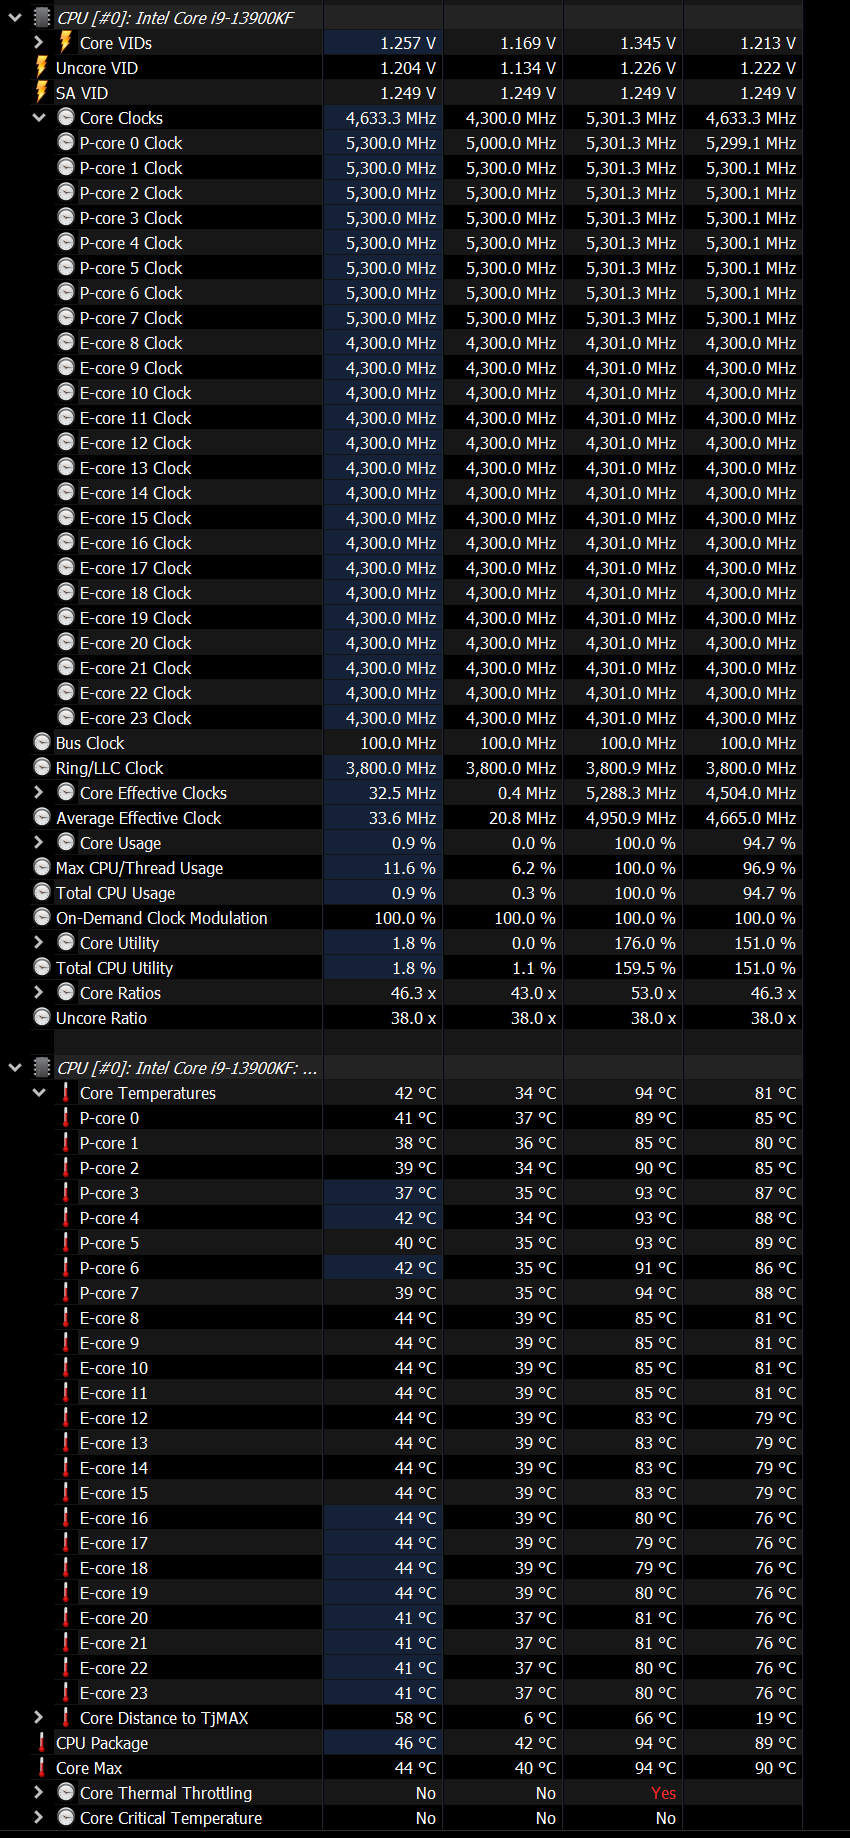 CPU [#0]: Intel Core i9-13900KF
Core VIDs 1.257 V 1.169 V 1.345 V 1.213 V
Uncore VID 1.204 V 1.134 V 1.226 V 1.222 V
SA VID 1.249 V 1.249 V 1.249 V 1.249 V
Core Clocks 4,633.3 MHz 4,300.0 MHz 5,301.3 MHz 4,633.3 MHz
P-core 0 Clock 5,300.0 MHz 5,000.0 MHz 5,301.3 MHz 5,299.1 MHz
P-core 1 Clock 5,300.0 MHz 5,300.0 MHz 5,301.3 MHz 5,300.1 MHz
P-core 2 Clock 5,300.0 MHz 5,300.0 MHz 5,301.3 MHz 5,300.1 MHz
P-core 3 Clock 5,300.0 MHz 5,300.0 MHz 5,301.3 MHz 5,300.1 MHz
P-core 4 Clock 5,300.0 MHz 5,300.0 MHz 5,301.3 MHz 5,300.1 MHz
P-core 5 Clock 5,300.0 MHz 5,300.0 MHz 5,301.3 MHz 5,300.1 MHz
P-core 6 Clock 5,300.0 MHz 5,300.0 MHz 5,301.3 MHz 5,300.1 MHz
P-core 7 Clock 5,300.0 MHz 5,300.0 MHz 5,301.3 MHz 5,300.1 MHz
E-core 8 Clock 4,300.0 MHz 4,300.0 MHz 4,301.0 MHz 4,300.0 MHz
E-core 9 Clock 4,300.0 MHz 4,300.0 MHz 4,301.0 MHz 4,300.0 MHz
E-core 10 Clock 4,300.0 MHz 4,300.0 MHz 4,301.0 MHz 4,300.0 MHz
E-core 11 Clock 4,300.0 MHz 4,300.0 MHz 4,301.0 MHz 4,300.0 MHz
E-core 12 Clock 4,300.0 MHz 4,300.0 MHz 4,301.0 MHz 4,300.0 MHz
E-core 13 Clock 4,300.0 MHz 4,300.0 MHz 4,301.0 MHz 4,300.0 MHz
E-core 14 Clock 4,300.0 MHz 4,300.0 MHz 4,301.0 MHz 4,300.0 MHz
E-core 15 Clock 4,300.0 MHz 4,300.0 MHz 4,301.0 MHz 4,300.0 MHz
E-core 16 Clock 4,300.0 MHz 4,300.0 MHz 4,301.0 MHz 4,300.0 MHz
E-core 17 Clock 4,300.0 MHz 4,300.0 MHz 4,301.0 MHz 4,300.0 MHz
E-core 18 Clock 4,300.0 MHz 4,300.0 MHz 4,301.0 MHz 4,300.0 MHz
E-core 19 Clock 4,300.0 MHz 4,300.0 MHz 4,301.0 MHz 4,300.0 MHz
E-core 20 Clock 4,300.0 MHz 4,300.0 MHz 4,301.0 MHz 4,300.0 MHz
E-core 21 Clock 4,300.0 MHz 4,300.0 MHz 4,301.0 MHz 4,300.0 MHz
E-core 22 Clock 4,300.0 MHz 4,300.0 MHz 4,301.0 MHz 4,300.0 MHz
E-core 23 Clock 4,300.0 MHz 4,300.0 MHz 4,301.0 MHz 4,300.0 MHz
Bus Clock 100.0 MHz 100.0 MHz 100.0 MHz 100.0 MHz
Ring/LLC Clock 3,800.0 MHz 3,800.0 MHz 3,800.9 MHz 3,800.0 MHz
Core Effective Clocks 32.5 MHz 0.4 MHz 5,288.3 MHz 4,504.0 MHz
Average Effective Clock 33.6 MHz 20.8 MHz 4,950.9 MHz 4,665.0 MHz
Core Usage 0.9 % 0.0 % 100.0 % 94.7 %
Max CPU/Thread Usage 11.6 % 6.2 % 100.0 % 96.9 %
Total CPU Usage 0.9 % 0.3 % 100.0 % 94.7 %
On-Demand Clock Modulation 100.0 % 100.0 % 100.0 % 100.0 %
Core Utility 1.8 % 0.0 % 176.0 % 151.0 %
Total CPU Utility 1.8 % 1.1 % 159.5 % 151.0 %
Core Ratios 46.3 x 43.0 x 53.0 x 46.3 x
Uncore Ratio 38.0 x 38.0 x 38.0 x 38.0 x
CPU [#0]: Intel Core i9-13900KF: ...
Core Temperatures 42 °C 34 °C 94 °C 81 °C
P-core 0 41 °C 37 °C 89 °C 85 °C
P-core 1 38 °C 36 °C 85 °C 80 °C
P-core 2 39 °C 34 °C 90 °C 85 °C
P-core 3 37 °C 35 °C 93 °C 87 °C
P-core 4 42 °C 34 °C 93 °C 88 °C
P-core 5 40 °C 35 °C 93 °C 89 °C
P-core 6 42 °C 35 °C 91 °C 86 °C
P-core 7 39 °C 35 °C 94 °C 88 °C
E-core 8 44 °C 39 °C 85 °C 81 °C
E-core 9 44 °C 39 °C 85 °C 81 °C
E-core 10 44 °C 39 °C 85 °C 81 °C
E-core 11 44 °C 39 °C 85 °C 81 °C
E-core 12 44 °C 39 °C 83 °C 79 °C
E-core 13 44 °C 39 °C 83 °C 79 °C
E-core 14 44 °C 39 °C 83 °C 79 °C
E-core 15 44 °C 39 °C 83 °C 79 °C
E-core 16 44 °C 39 °C 80 °C 76 °C
E-core 17 44 °C 39 °C 79 °C 76 °C
E-core 18 44 °C 39 °C 79 °C 76 °C
E-core 19 44 °C 39 °C 80 °C 76 °C
E-core 20 41 °C 37 °C 81 °C 76 °C
E-core 21 41 °C 37 °C 81 °C 76 °C
E-core 22 41 °C 37 °C 80 °C 76 °C
E-core 23 41 °C 37 °C 80 °C 76 °C
Core Distance to TjMAX 58 °C 6 °C 66 °C 19 °C
CPU Package 46 °C 42 °C 94 °C 89 °C
Core Max 44 °C 40 °C 94 °C 90 °C
Core Thermal Throttling No No Yes
Core Critical Temperature No No No